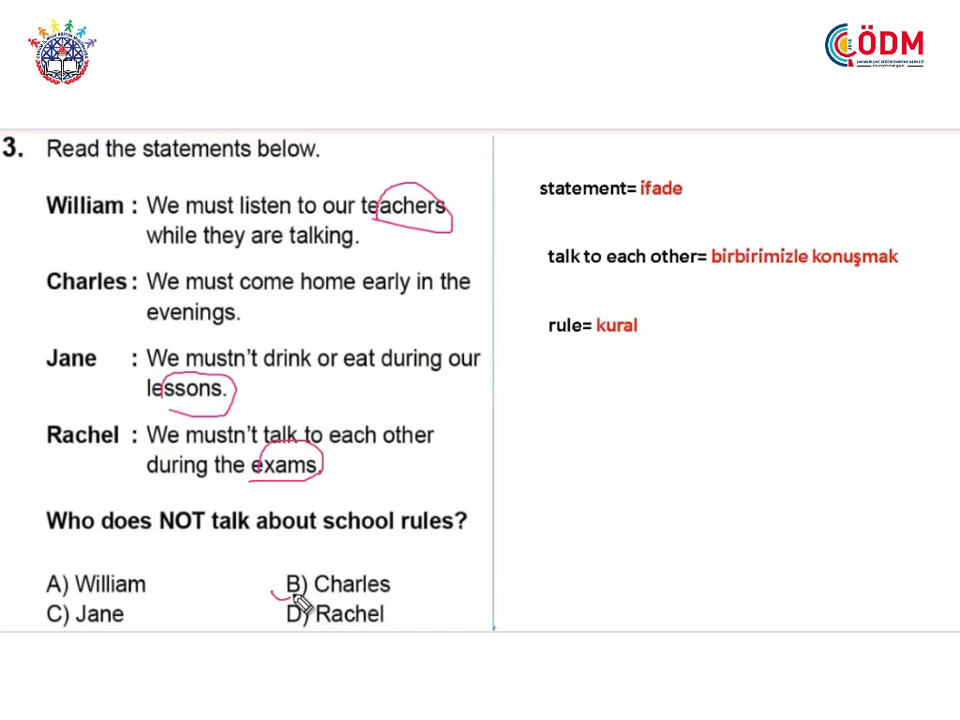 ÖDM
3. Read the statements below.
William : We must listen to our teachers
while they are talking.
Charles : We must come home early in the
evenings.
Jane : We mustn't drink or eat during our
lessons.
Rachel : We mustn't talk to each other
during the exams.
Who does NOT talk about school rules?
A) William B) Charles
C) Jane D) Rachel
statement= ifade
talk to each other= birbirimizle konuşmak
rule= kural